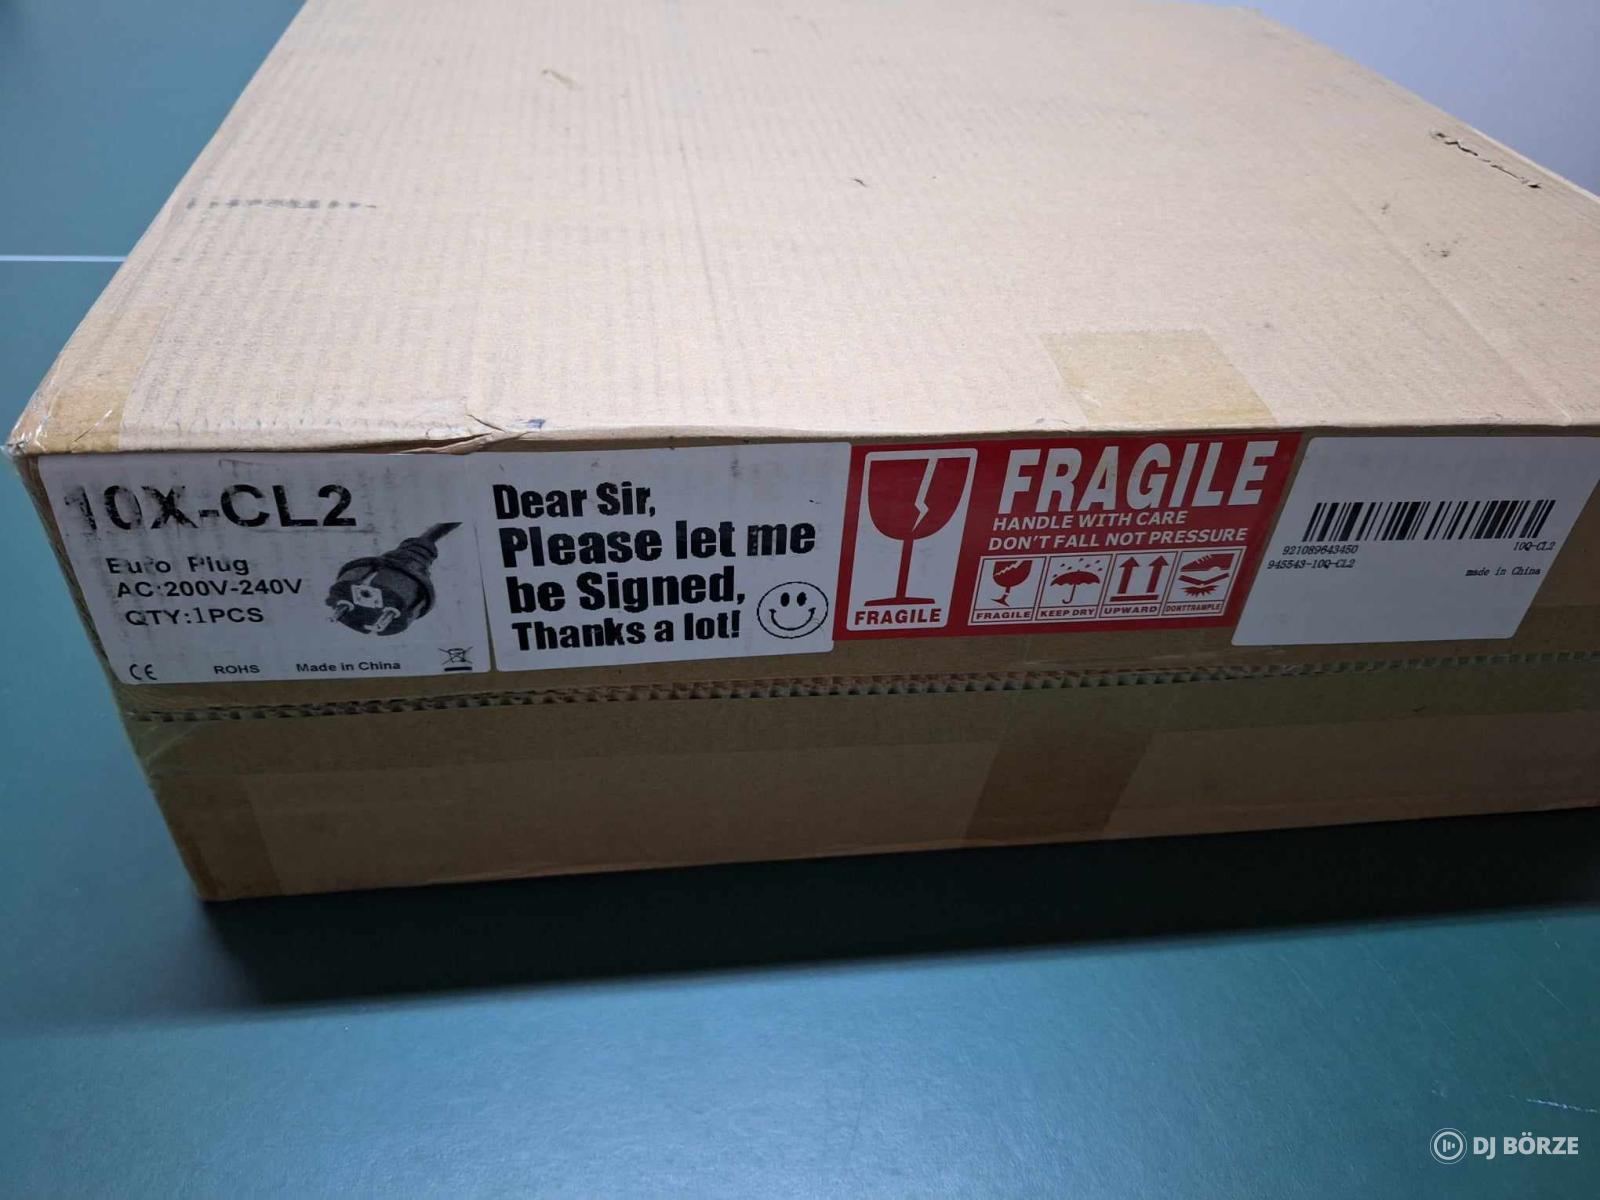 10X-CL2
Euro Plug
AC:200V-240V
QTY:1PCS
CE
ROHS
Made in China
Dear Sir,
Please let me
be Signed,
Thanks a lot!
FRAGILE
FRAGILE
HANDLE WITH CARE
DON'T FALL NOT PRESSURE
FRAGILE
KEEP DRY
UPWARD
DONTTRAMPLE
921089643450
10Q-CL2
945543-10Q-CL2
made in China
DJ BÖRZE